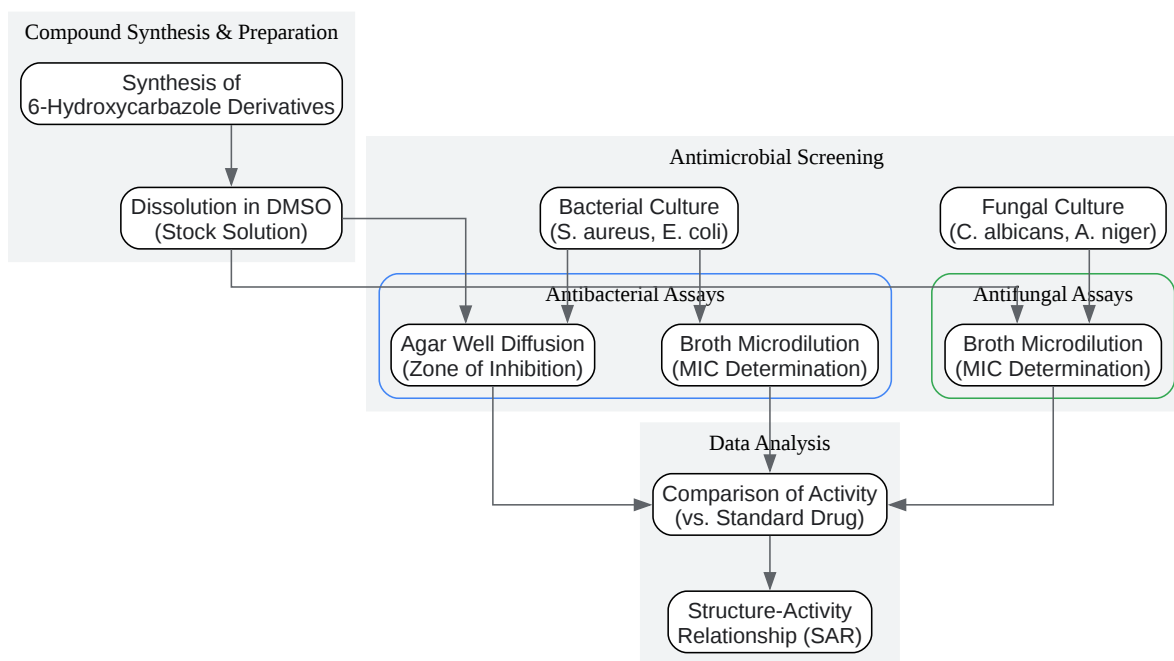 Compound Synthesis & Preparation
Synthesis of
6-Hydroxycarbazole Derivatives
Dissolution in DMSO
(Stock Solution)
Antimicrobial Screening
Bacterial Culture
(S. aureus, E. coli)
Fungal Culture
(C. albicans, A. niger)
Antibacterial Assays
Agar Well Diffusion
(Zone of Inhibition)
Broth Microdilution
(MIC Determination)
Antifungal Assays
Broth Microdilution
(MIC Determination)
Data Analysis
Comparison of Activity
(vs. Standard Drug)
Structure-Activity
Relationship (SAR)